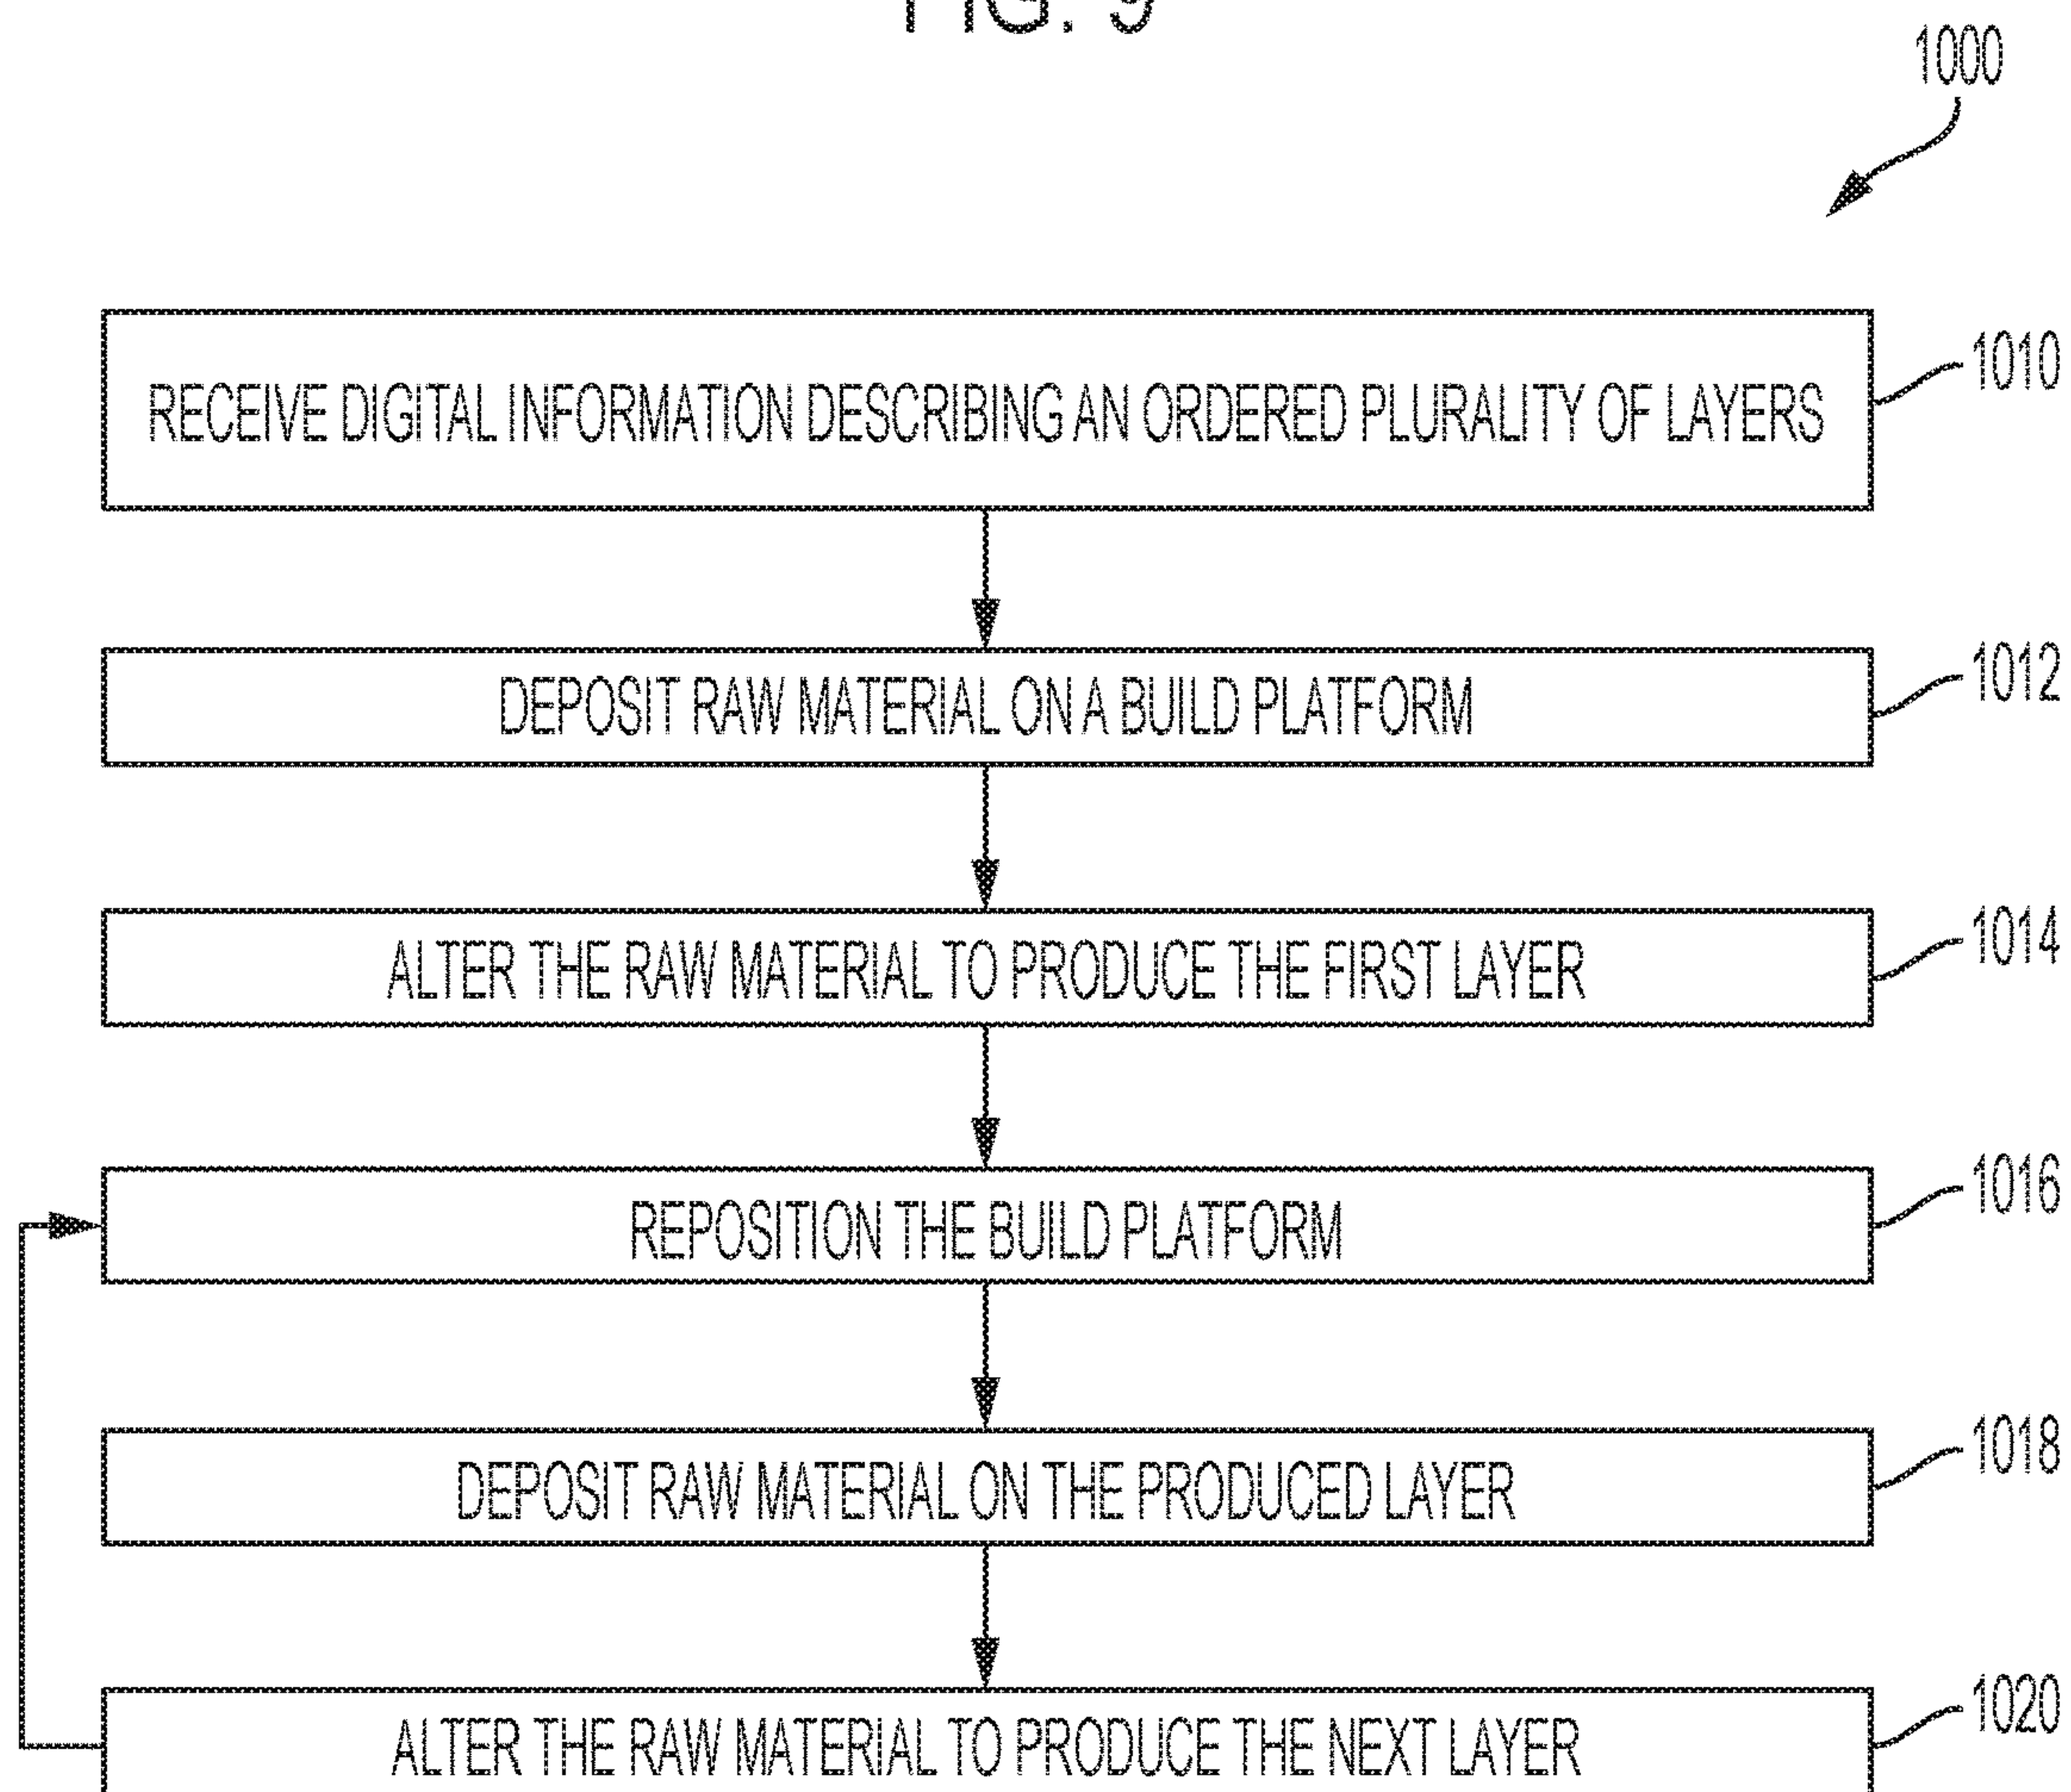 FIG. 9
1000
RECEIVE DIGITAL INFORMATION DESCRIBING AN ORDERED PLURALITY OF LAYERS
1010
DEPOSIT RAW MATERIAL ON A BUILD PLATFORM
1012
ALTER THE RAW MATERIAL TO PRODUCE THE FIRST LAYER
1014
REPOSITION THE BUILD PLATFORM
1016
DEPOSIT RAW MATERIAL ON THE PRODUCED LAYER
1018
ALTER THE RAW MATERIAL TO PRODUCE THE NEXT LAYER
1020